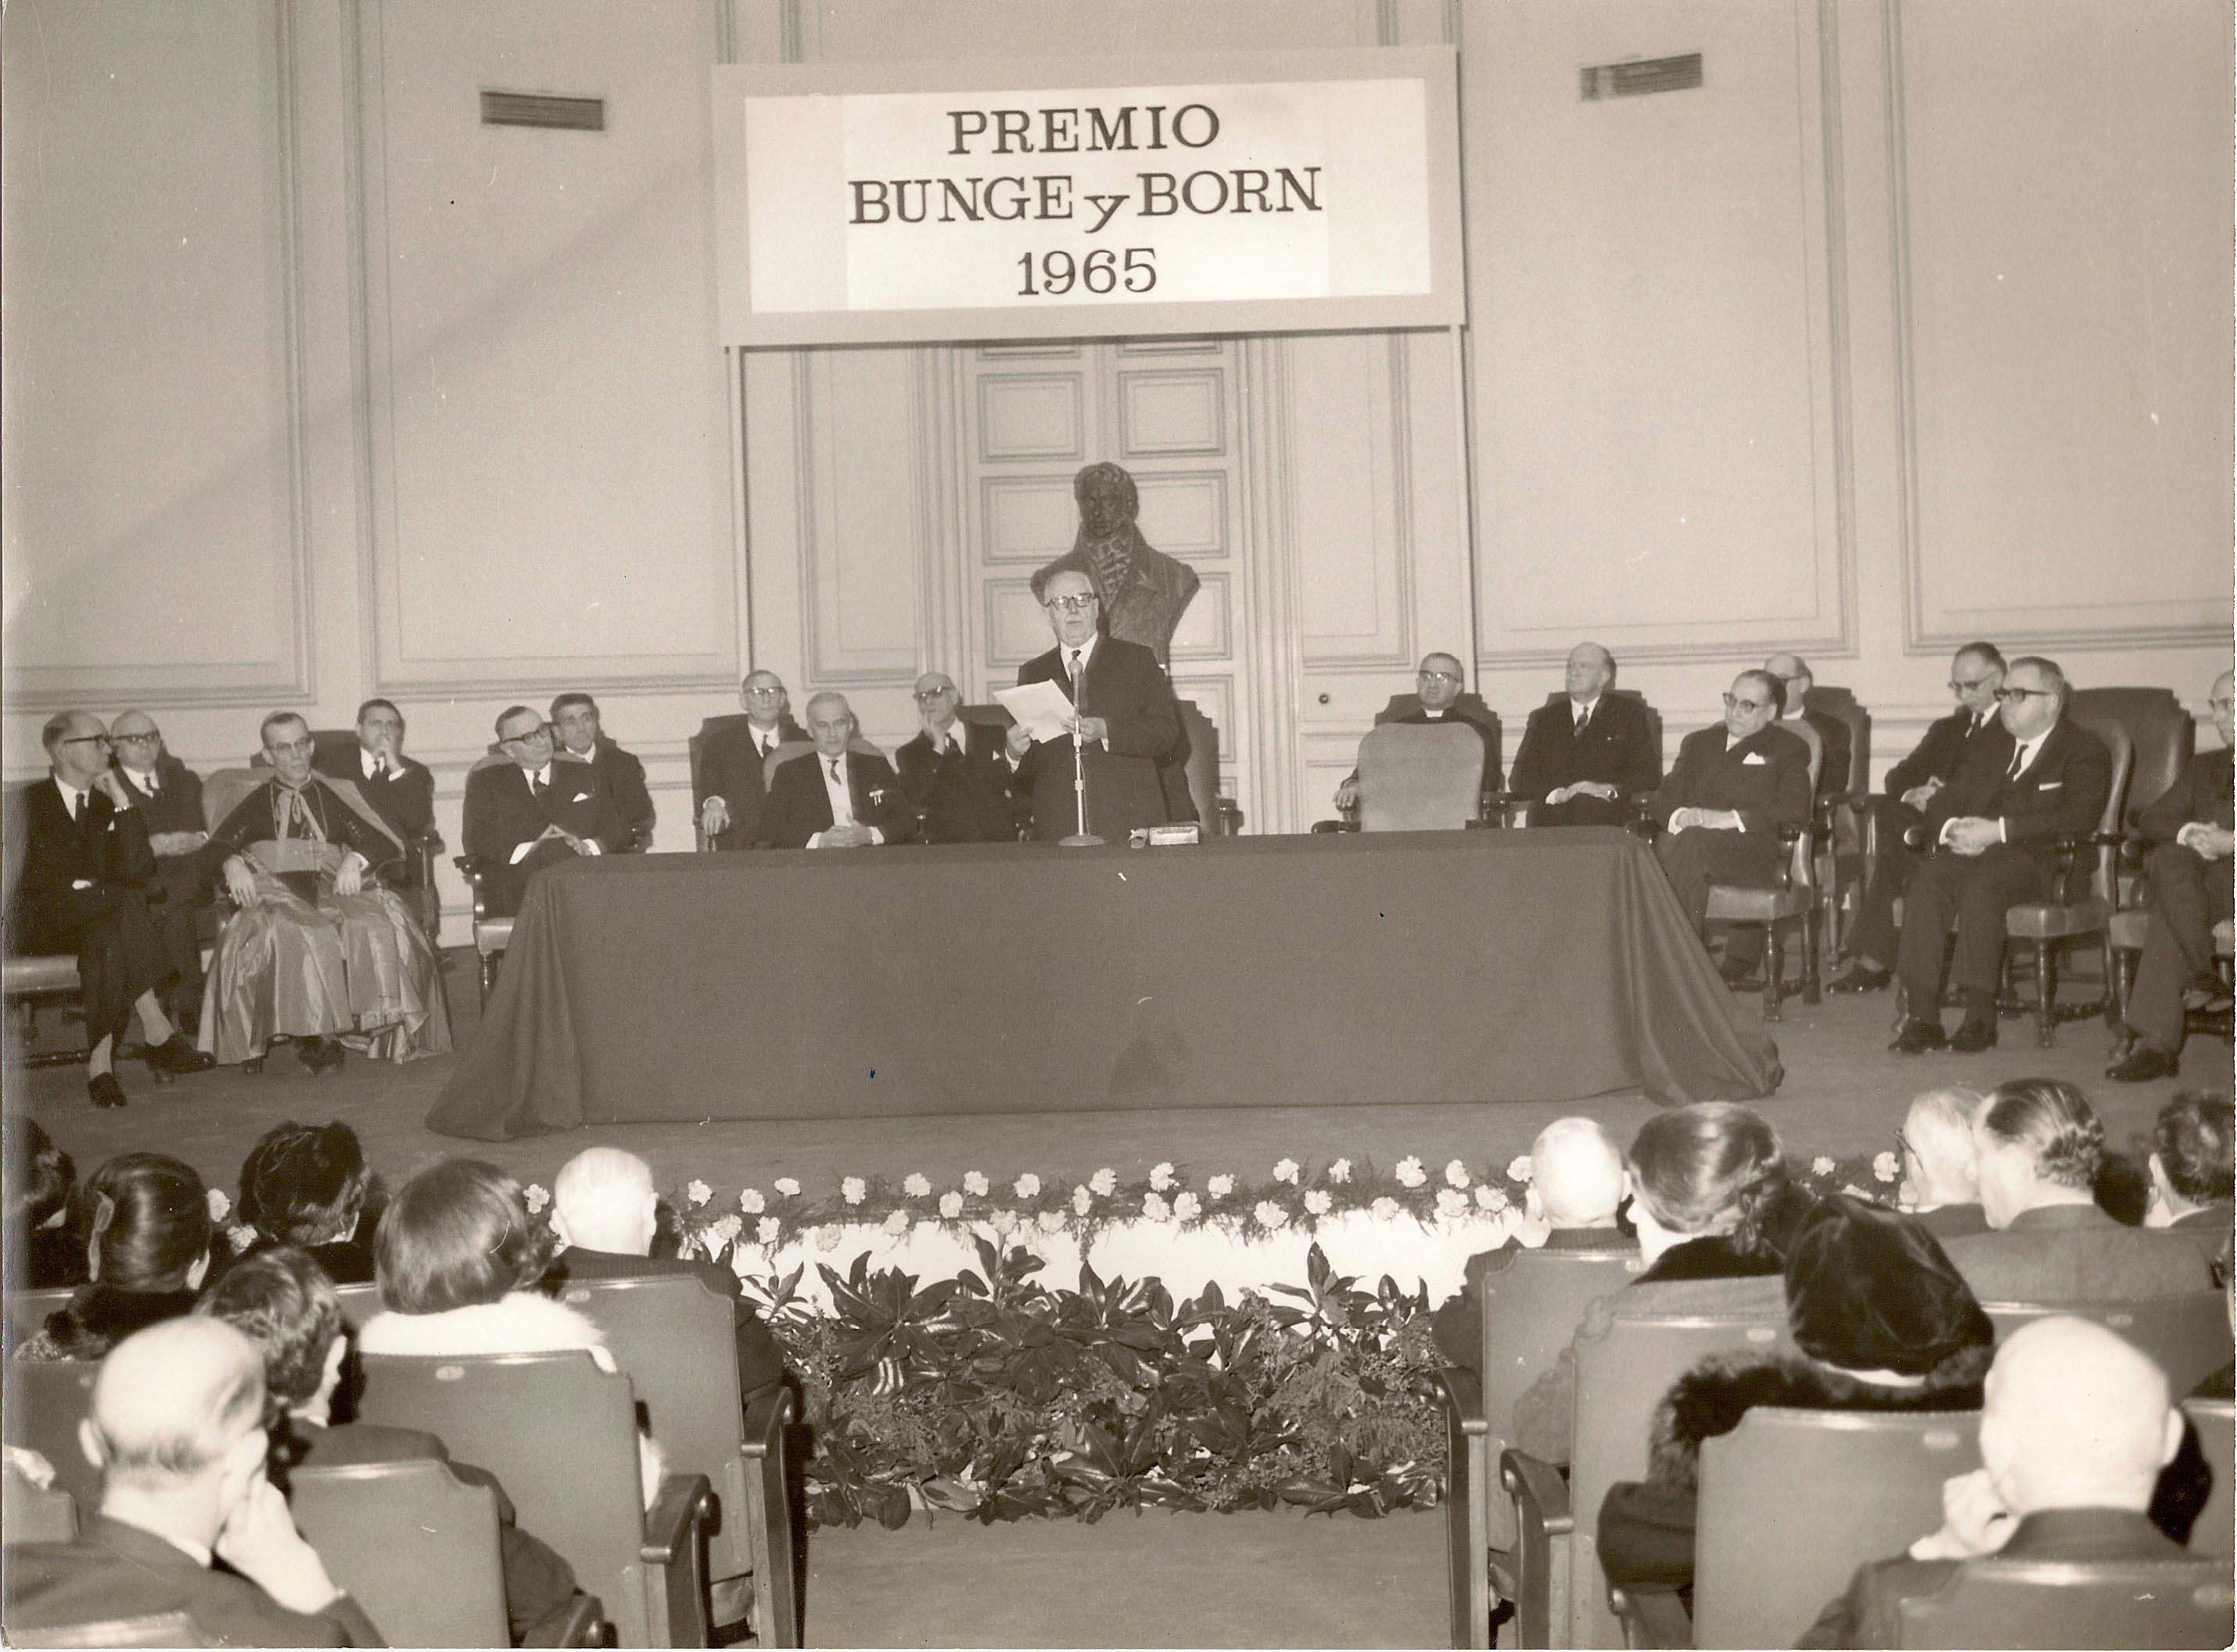 PREMIO
BUNGE y BORN
1965